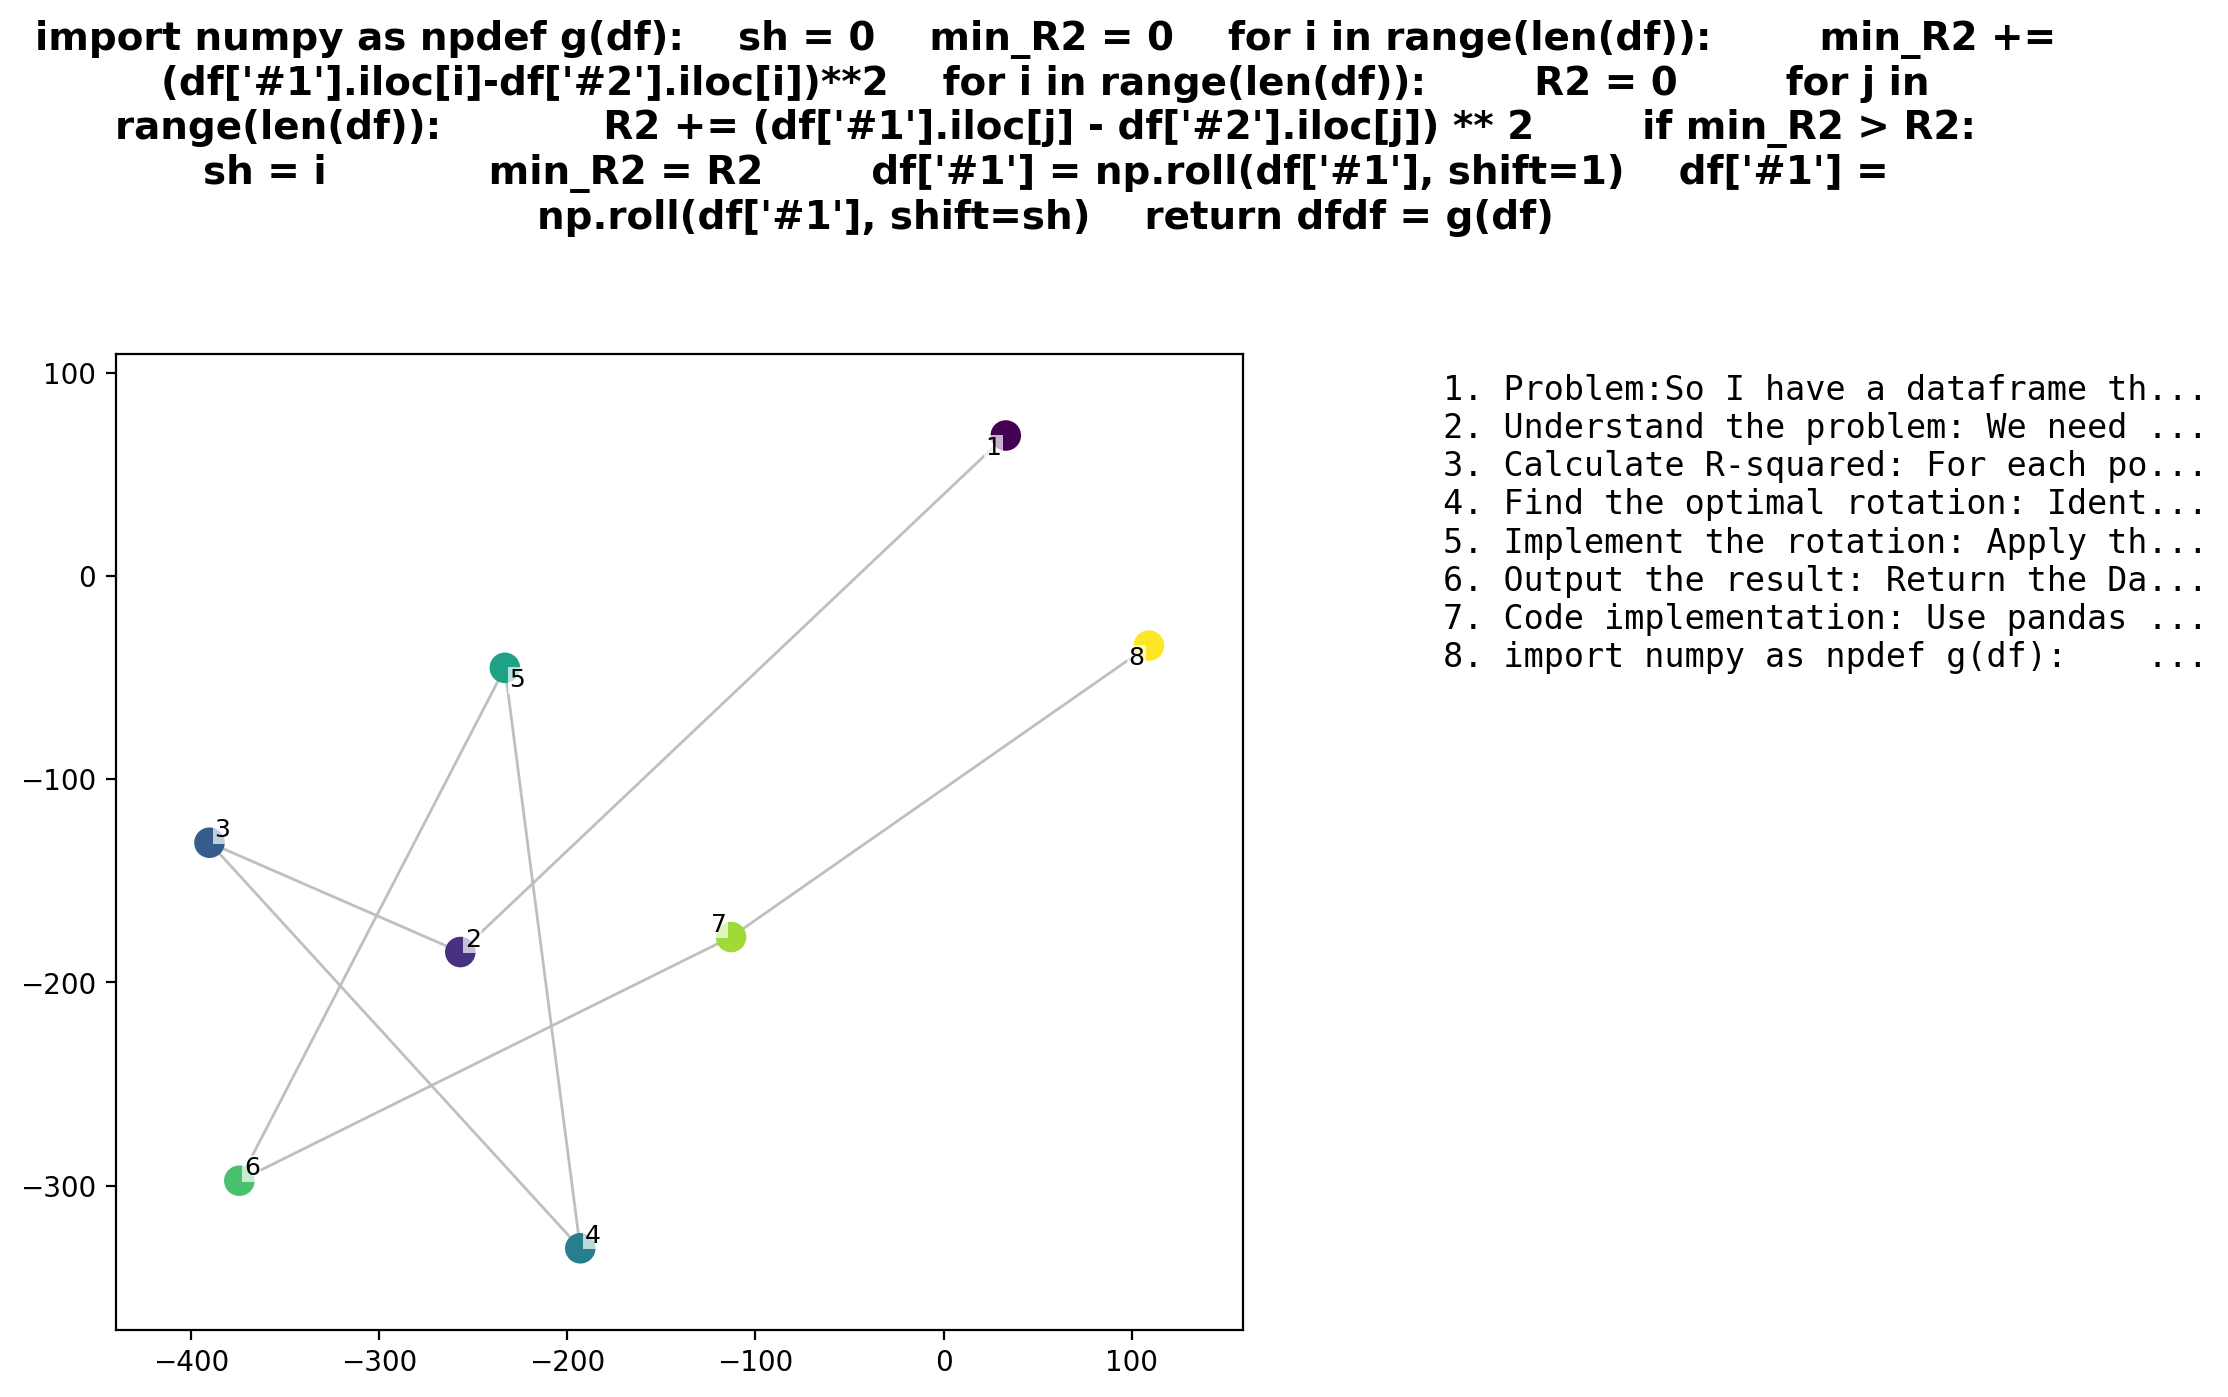 import numpy as npdef g(df):    sh = 0    min_R2 = 0    for i in range(len(df)):        min_R2 +=
(df['#1'].iloc[i]-df['#2'].iloc[i])**2    for i in range(len(df)):        R2 = 0        for j in
range(len(df)):            R2 += (df['#1'].iloc[j] - df['#2'].iloc[j]) ** 2        if min_R2 > R2:
sh = i            min_R2 = R2        df['#1'] = np.roll(df['#1'], shift=1)    df['#1'] =
np.roll(df['#1'], shift=sh)    return dfdf = g(df)
100
0
−100
−200
−300
−400
−300
−200
−100
0
100
1
2
3
4
5
6
7
8
1. Problem:So I have a dataframe th...
2. Understand the problem: We need ...
3. Calculate R-squared: For each po...
4. Find the optimal rotation: Ident...
5. Implement the rotation: Apply th...
6. Output the result: Return the Da...
7. Code implementation: Use pandas ...
8. import numpy as npdef g(df):    ...